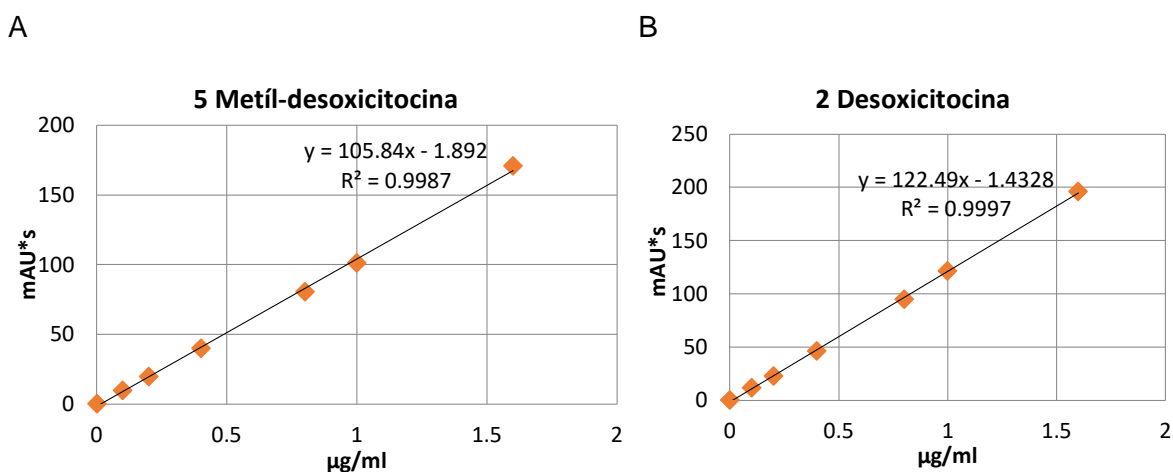 A
B
5 Metíl-desoxicitocina
200
150
100
50
0
0
0.5
1
1.5
2
mAU*s
µg/ml
y = 105.84x - 1.892
R² = 0.9987
2 Desoxicitocina
250
200
150
100
50
0
0
0.5
1
1.5
2
mAU*s
µg/ml
y = 122.49x - 1.4328
R² = 0.9997